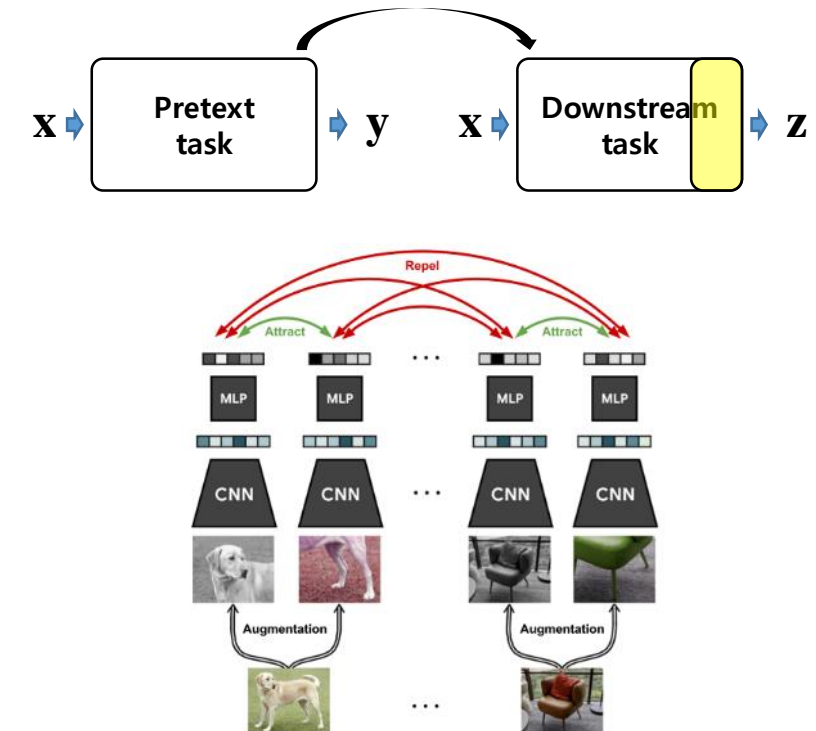 x
Pretext
task
y
x
Downstream
task
z
Repel
Attract
Attract
...
MLP
MLP
MLP
MLP
CNN
CNN
...
CNN
CNN
Augmentation
Augmentation
...